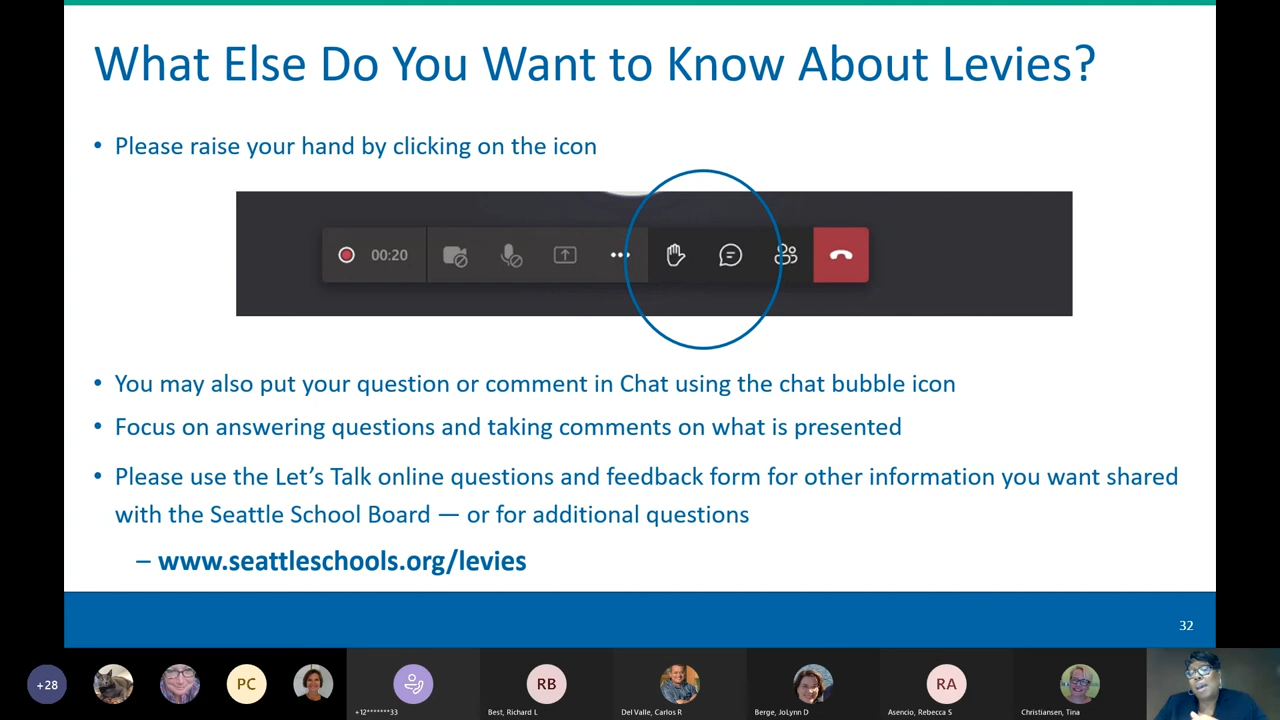 What Else Do You Want to Know About Levies?
• Please raise your hand by clicking on the icon
00:20
• You may also put your question or comment in Chat using the chat bubble icon
• Focus on answering questions and taking comments on what is presented
• Please use the Let’s Talk online questions and feedback form for other information you want shared
with the Seattle School Board — or for additional questions
– www.seattleschools.org/levies
32
+28
PC
RB
RA
+12*******33
Best, Richard L
Del Valle, Carlos R
Berge, JoLynn D
Asencio, Rebecca S
Christiansen, Tina